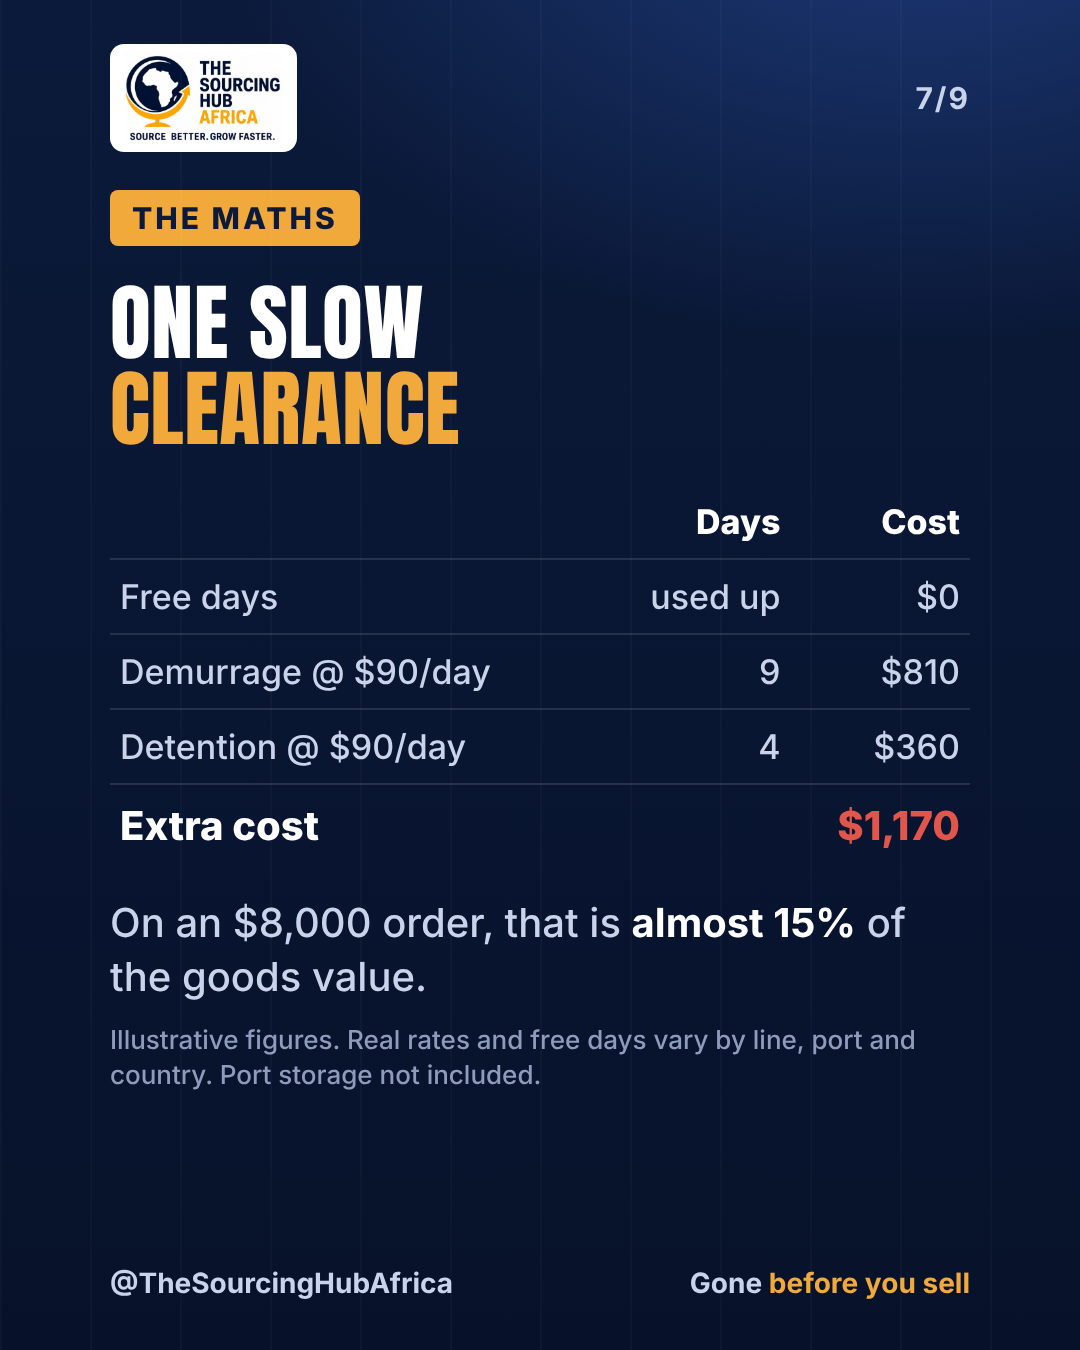 THE
SOURCING
HUB
AFRICA
SOURCE BETTER. GROW FASTER.
7/9
THE MATHS
ONE SLOW
CLEARANCE
Days Cost
Free days used up $0
Demurrage @ $90/day 9 $810
Detention @ $90/day 4 $360
Extra cost $1,170
On an $8,000 order, that is almost 15% of
the goods value.
Illustrative figures. Real rates and free days vary by line, port and
country. Port storage not included.
@TheSourcingHubAfrica Gone before you sell